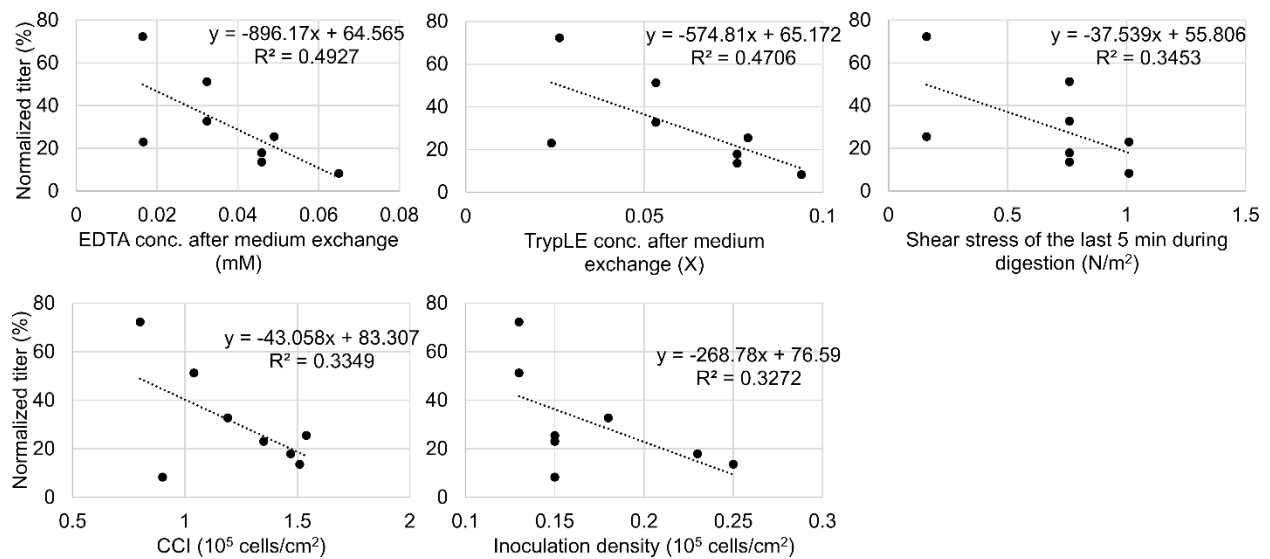 Normalized titer (%)
80
60
40
20
0
y = -896.17x + 64.565
R² = 0.4927
0
0.02
0.04
0.06
0.08
EDTA conc. after medium exchange
(mM)
80
60
40
20
0
y = -574.81x + 65.172
R² = 0.4706
0
0.05
0.1
TrypLE conc. after medium
exchange (X)
80
60
40
20
0
y = -37.539x + 55.806
R² = 0.3453
0
0.5
1
1.5
Shear stress of the last 5 min during
digestion (N/m²)
Normalized titer (%)
80
60
40
20
0
y = -43.058x + 83.307
R² = 0.3349
0.5
1
1.5
2
CCI (10⁵ cells/cm²)
80
60
40
20
0
y = -268.78x + 76.59
R² = 0.3272
0.1
0.15
0.2
0.25
0.3
Inoculation density (10⁵ cells/cm²)